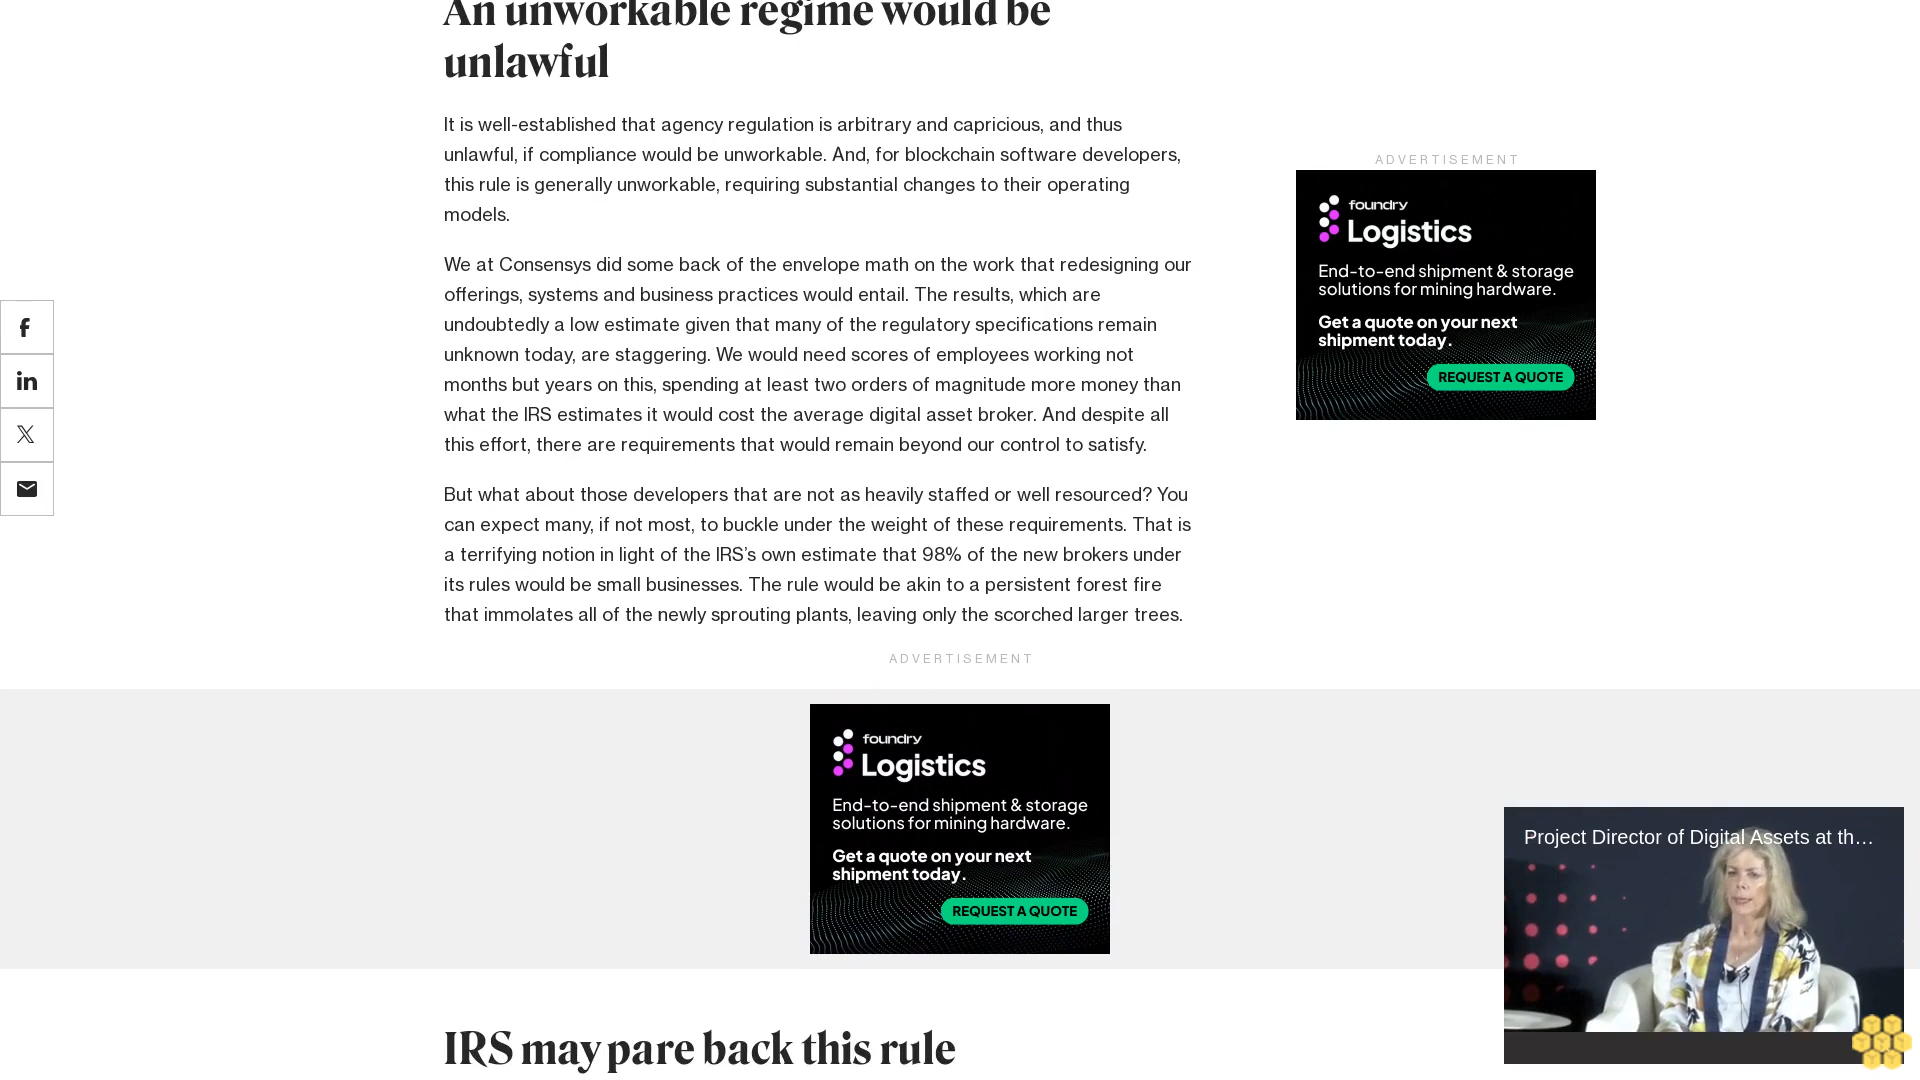 An unworkable regime would be
unlawful
It is well-established that agency regulation is arbitrary and capricious, and thus
unlawful, if compliance would be unworkable. And, for blockchain software developers,
this rule is generally unworkable, requiring substantial changes to their operating
models.
We at Consensys did some back of the envelope math on the work that redesigning our
offerings, systems and business practices would entail. The results, which are
undoubtedly a low estimate given that many of the regulatory specifications remain
unknown today, are staggering. We would need scores of employees working not
months but years on this, spending at least two orders of magnitude more money than
what the IRS estimates it would cost the average digital asset broker. And despite all
this effort, there are requirements that would remain beyond our control to satisfy.
But what about those developers that are not as heavily staffed or well resourced? You
can expect many, if not most, to buckle under the weight of these requirements. That is
a terrifying notion in light of the IRS’s own estimate that 98% of the new brokers under
its rules would be small businesses. The rule would be akin to a persistent forest fire
that immolates all of the newly sprouting plants, leaving only the scorched larger trees.
ADVERTISEMENT
foundry
Logistics
End-to-end shipment & storage
solutions for mining hardware.
Get a quote on your next
shipment today.
REQUEST A QUOTE
ADVERTISEMENT
foundry
Logistics
End-to-end shipment & storage
solutions for mining hardware.
Get a quote on your next
shipment today.
REQUEST A QUOTE
Project Director of Digital Assets at th…
IRS may pare back this rule